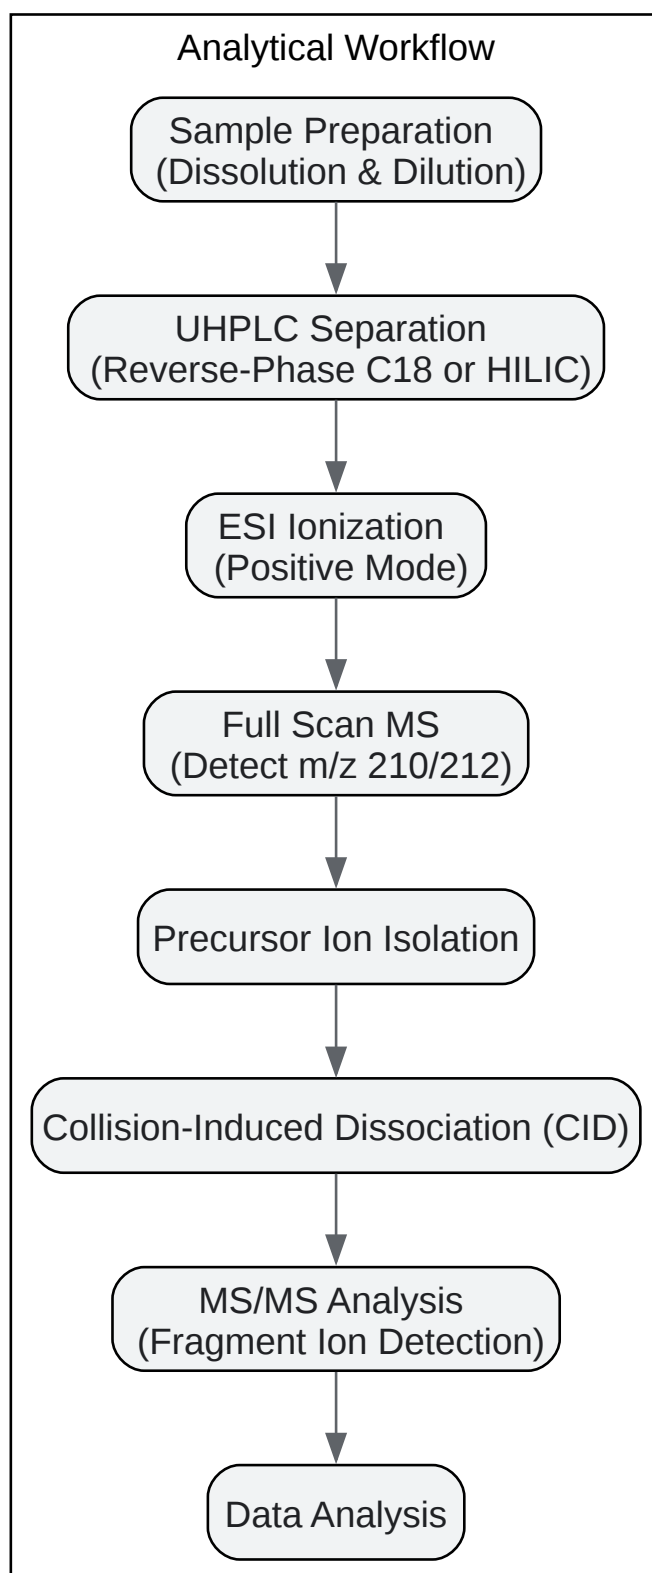 Analytical Workflow
Sample Preparation
(Dissolution & Dilution)
UHPLC Separation
(Reverse-Phase C18 or HILIC)
ESI Ionization
(Positive Mode)
Full Scan MS
(Detect m/z 210/212)
Precursor Ion Isolation
Collision-Induced Dissociation (CID)
MS/MS Analysis
(Fragment Ion Detection)
Data Analysis